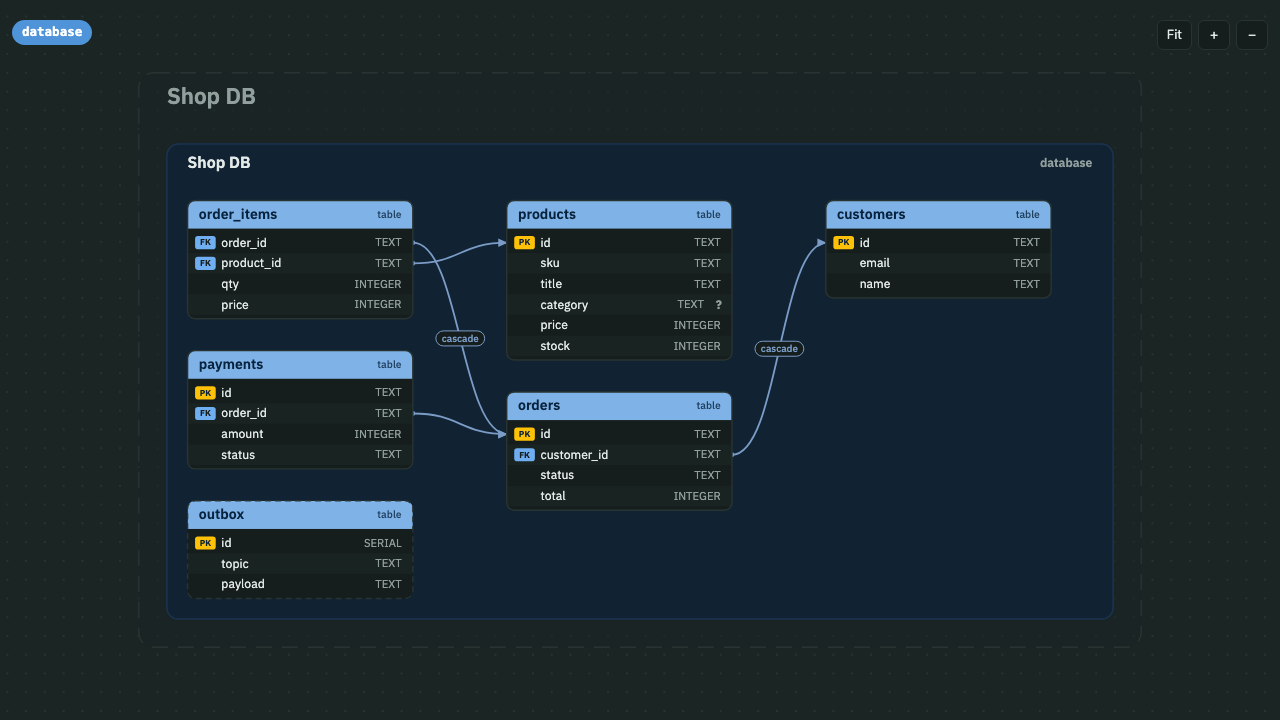 database
Fit + −
Shop DB
Shop DB database
order_items table
FK order_id TEXT
FK product_id TEXT
qty INTEGER
price INTEGER
products table
PK id TEXT
sku TEXT
title TEXT
category TEXT ?
price INTEGER
stock INTEGER
customers table
PK id TEXT
email TEXT
name TEXT
cascade
cascade
payments table
PK id TEXT
FK order_id TEXT
amount INTEGER
status TEXT
orders table
PK id TEXT
FK customer_id TEXT
status TEXT
total INTEGER
outbox table
PK id SERIAL
topic TEXT
payload TEXT